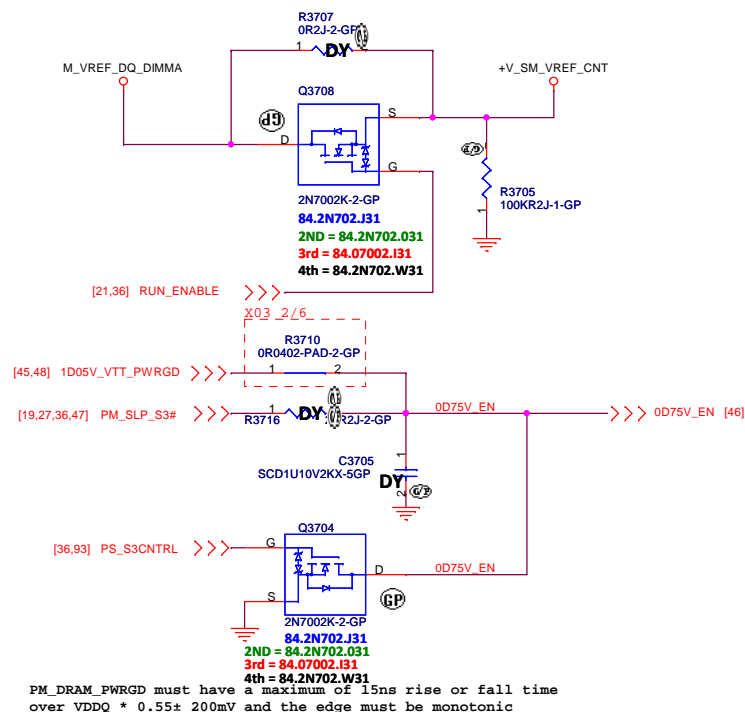 R3707
0R2J-2-GP
1
DY
M_VREF_DQ_DIMMA
+V_SM_VREF_CNT
Q3708
S
GP
D
G
R3705
100KR2J-1-GP
1
2N7002K-2-GP
84.2N702.J31
2ND = 84.2N702.031
3rd = 84.07002.I31
4th = 84.2N702.W31
[21,36] RUN_ENABLE
X03 2/6
R3710
0R0402-PAD-2-GP
[45,48] 1D05V_VTT_PWRGD
1
2
[19,27,36,47] PM_SLP_S3#
1
DY
R3716
R2J-2-GP
0D75V_EN
0D75V_EN [46]
C3705
SCD1U10V2KX-5GP
1
DY
2
Q3704
[36,93] PS_S3CNTRL
G
D
0D75V_EN
S
GP
2N7002K-2-GP
84.2N702.J31
2ND = 84.2N702.031
3rd = 84.07002.I31
4th = 84.2N702.W31
PM_DRAM_PWRGD must have a maximum of 15ns rise or fall time
over VDDQ * 0.55± 200mV and the edge must be monotonic